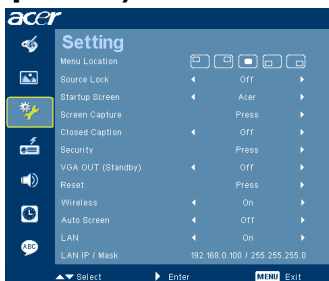 acer
Setting
Menu Location
Source Lock Off
Startup Screen Acer
Screen Capture Press
Closed Caption Off
Security Press
VGA OUT (Standby) Off
Reset Press
Wireless On
Auto Screen Off
LAN On
LAN IP / Mask 192.168.0.100 / 255.255.255.0
ABC
Select Enter MENU Exit